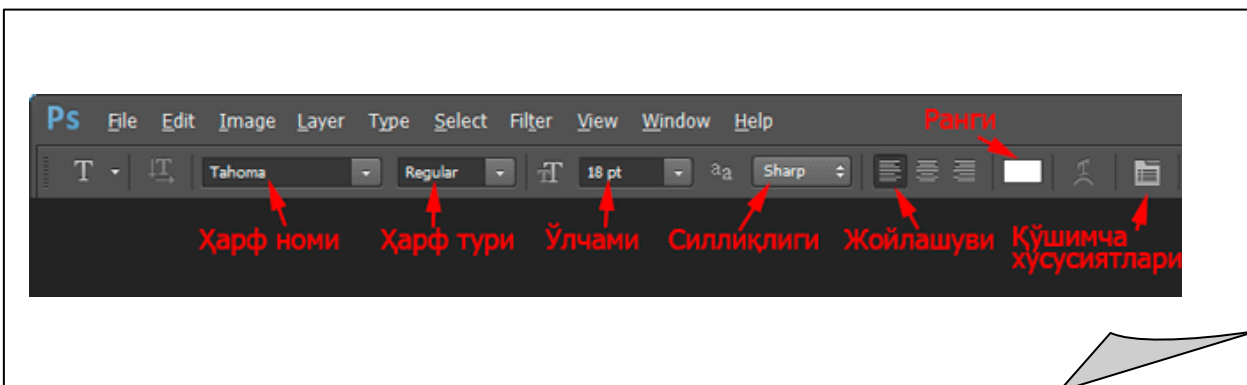 Ps File Edit Image Layer Type Select Filter View Window Help Ранги
T T Tahoma Regular T 18 pt aa Sharp
Ҳарф номи Ҳарф тури Ўлчами Силлиқлиги Жойлашуви Қўшимча
хусусиятлари